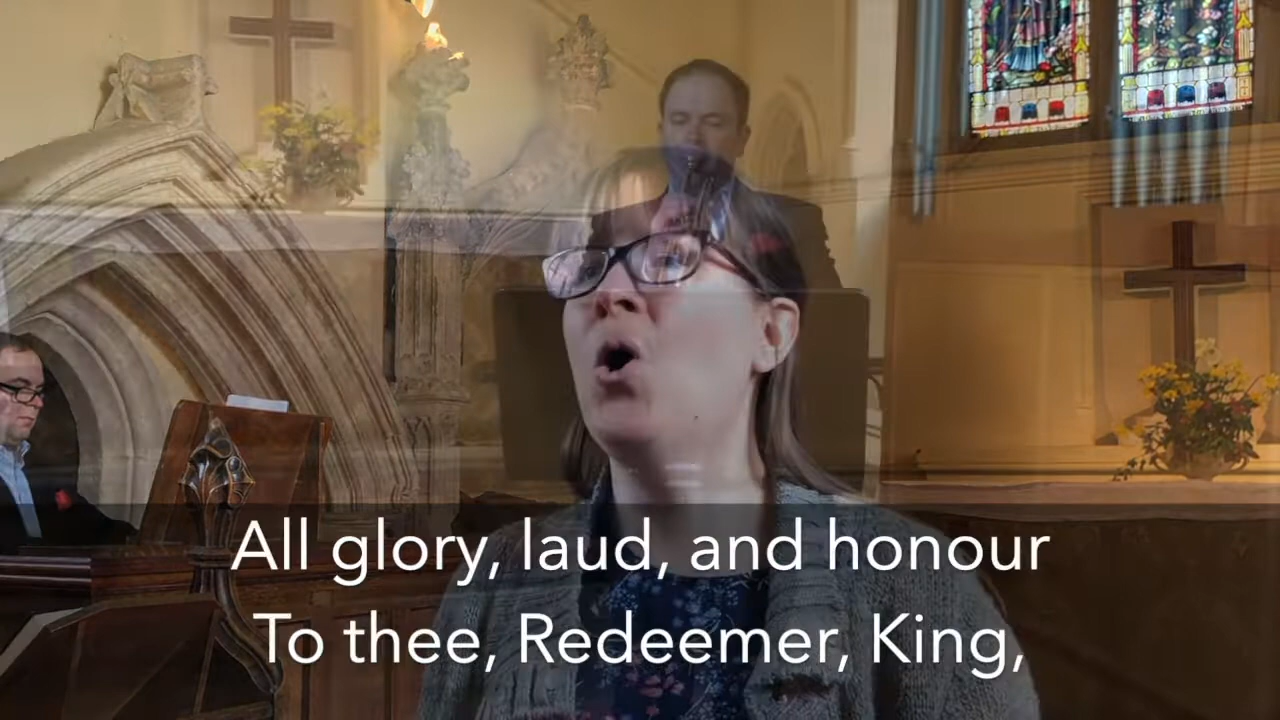 All glory, laud, and honour
To thee, Redeemer, King,